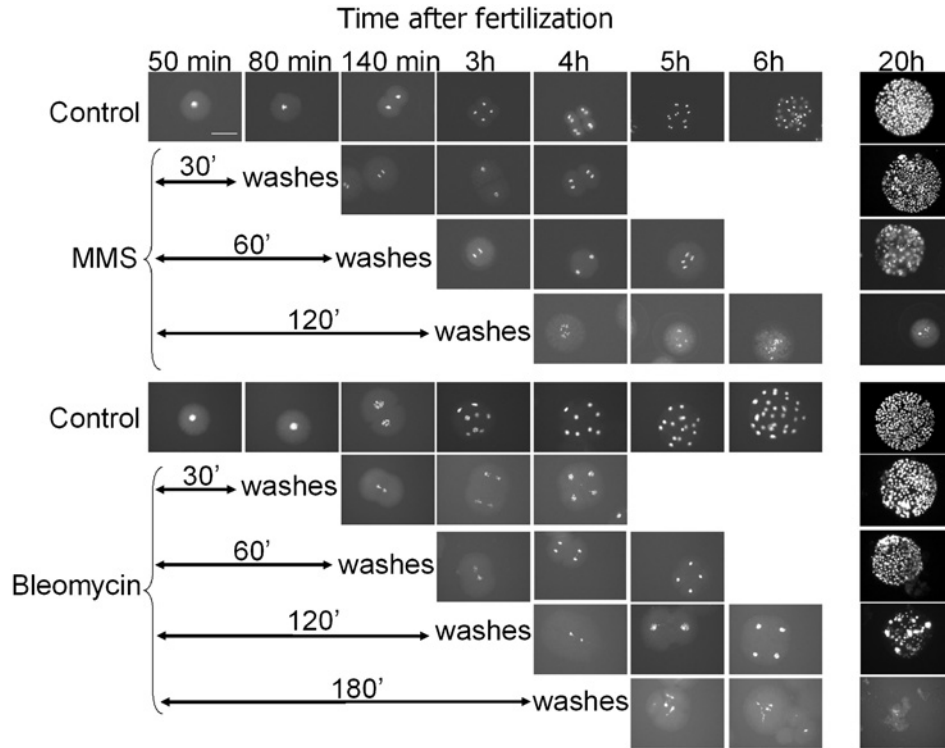 Time after fertilization
50 min 80 min 140 min 3h 4h 5h 6h 20h
Control
30’ washes
60’ washes
MMS
120’ washes
Control
30’ washes
60’ washes
Bleomycin
120’ washes
180’ washes